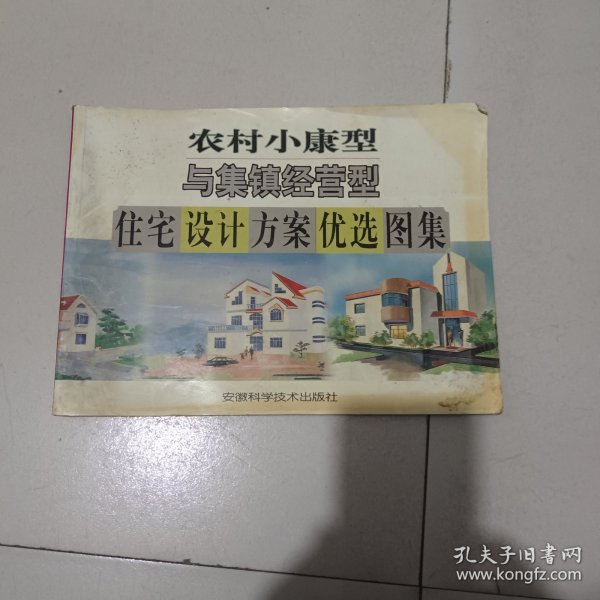 农村小康型
与集镇经营型
住宅设计方案优选图集
安徽科学技术出版社
孔夫子旧书网
www.kongfz.com